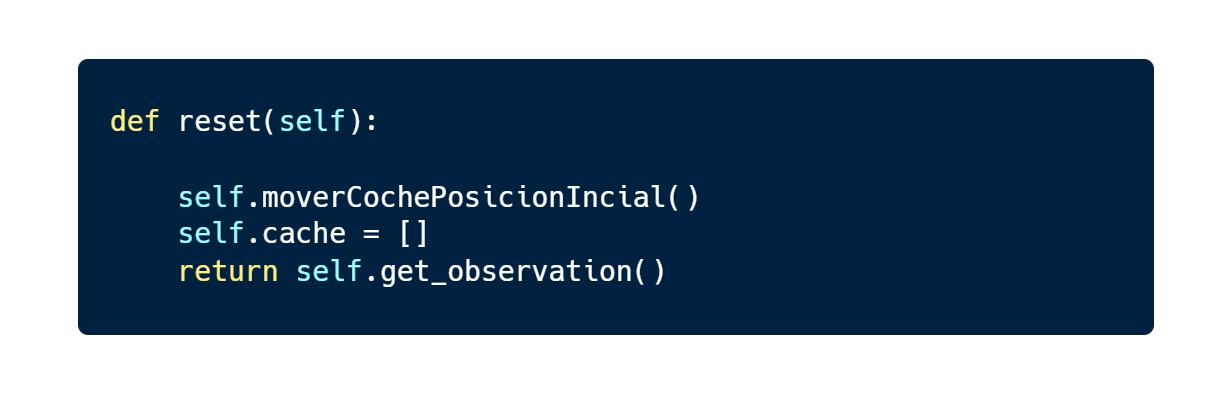 def reset(self):
self.moverCochePosicionIncial()
self.cache = []
return self.get_observation()